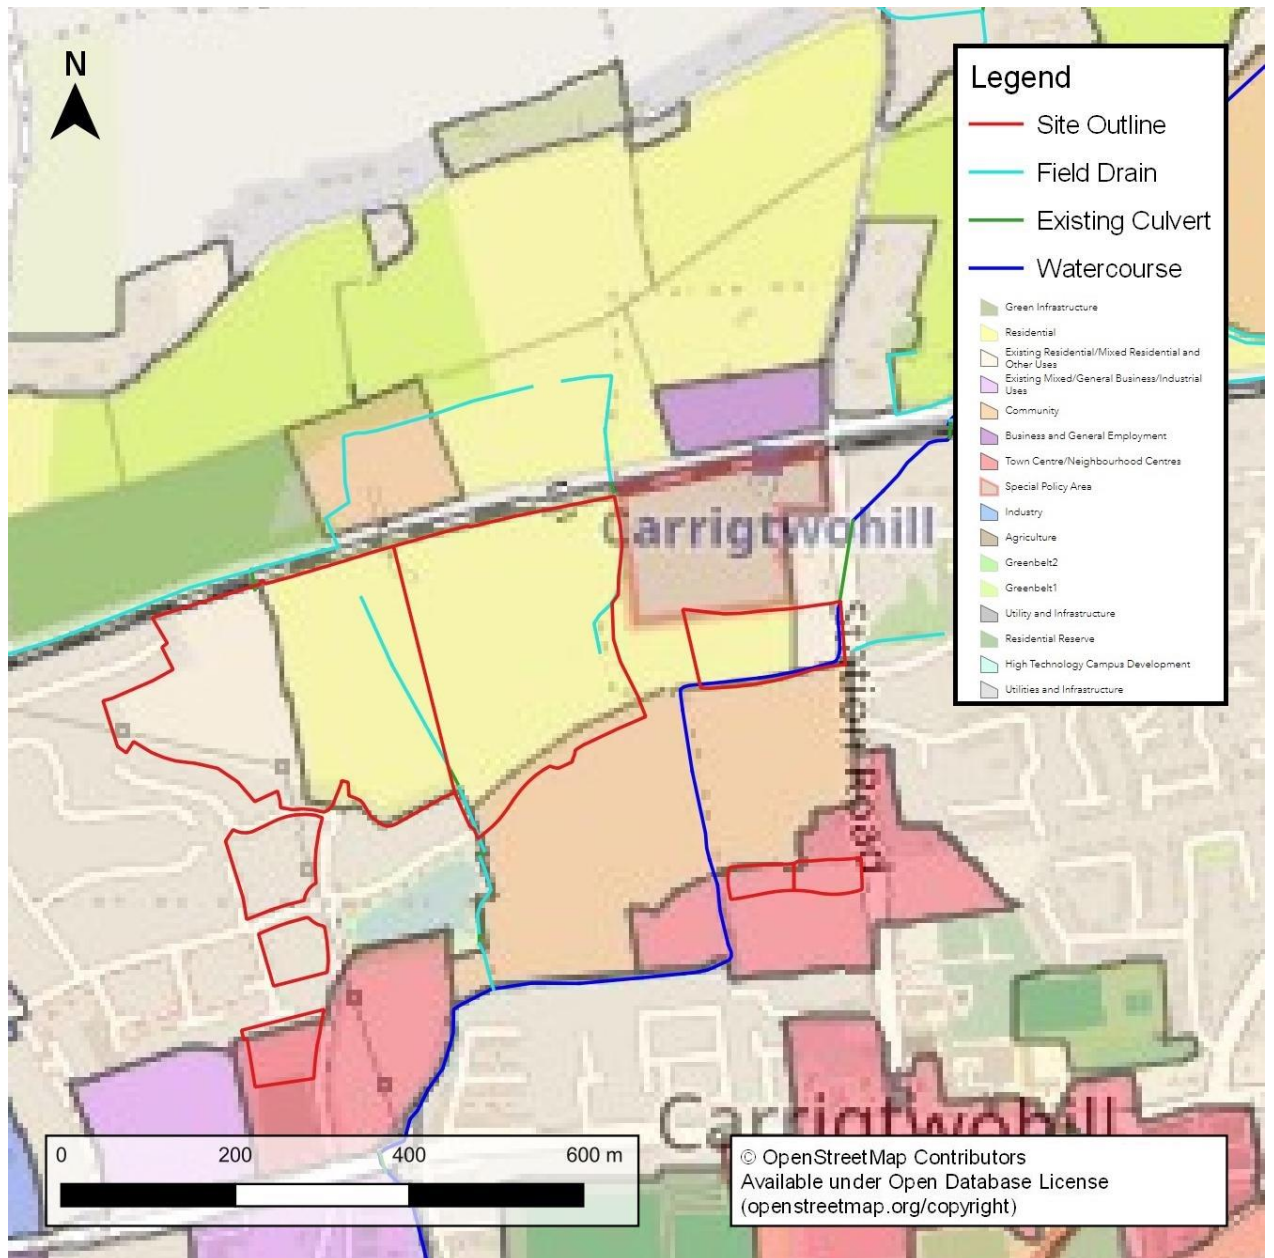 N
Legend
Site Outline
Field Drain
Existing Culvert
Watercourse
Green Infrastructure
Residential
Existing Residential/Mixed Residential and
Other Uses
Existing Mixed/General Business/Industrial
Uses
Community
Business and General Employment
Town Centre/Neighbourhood Centres
Special Policy Area
Industry
Agriculture
Greenbelt2
Greenbelt1
Utility and Infrastructure
Residential Reserve
High Technology Campus Development
Utilities and Infrastructure
Carrigtwohill
Carrigtwohill
0 200 400 600 m
© OpenStreetMap Contributors
Available under Open Database License
(openstreetmap.org/copyright)